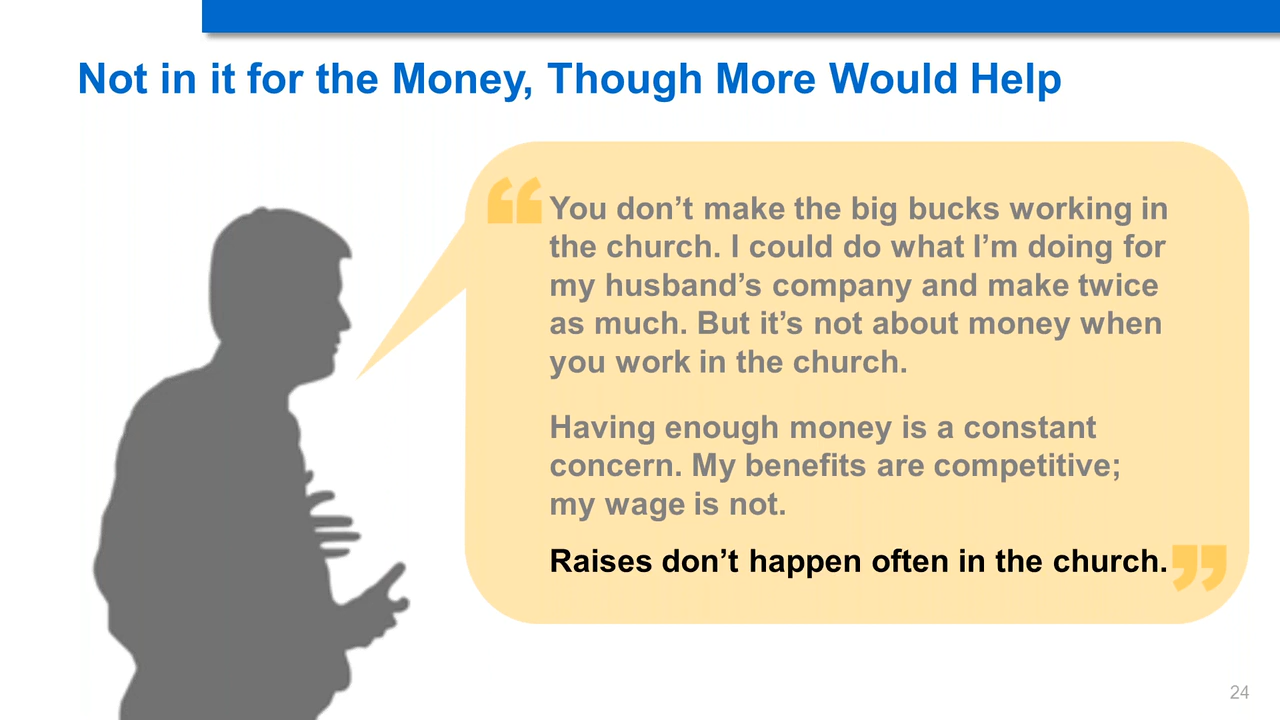 Not in it for the Money, Though More Would Help
“You don’t make the big bucks working in
the church. I could do what I’m doing for
my husband’s company and make twice
as much. But it’s not about money when
you work in the church.
Having enough money is a constant
concern. My benefits are competitive;
my wage is not.
Raises don’t happen often in the church.”
24